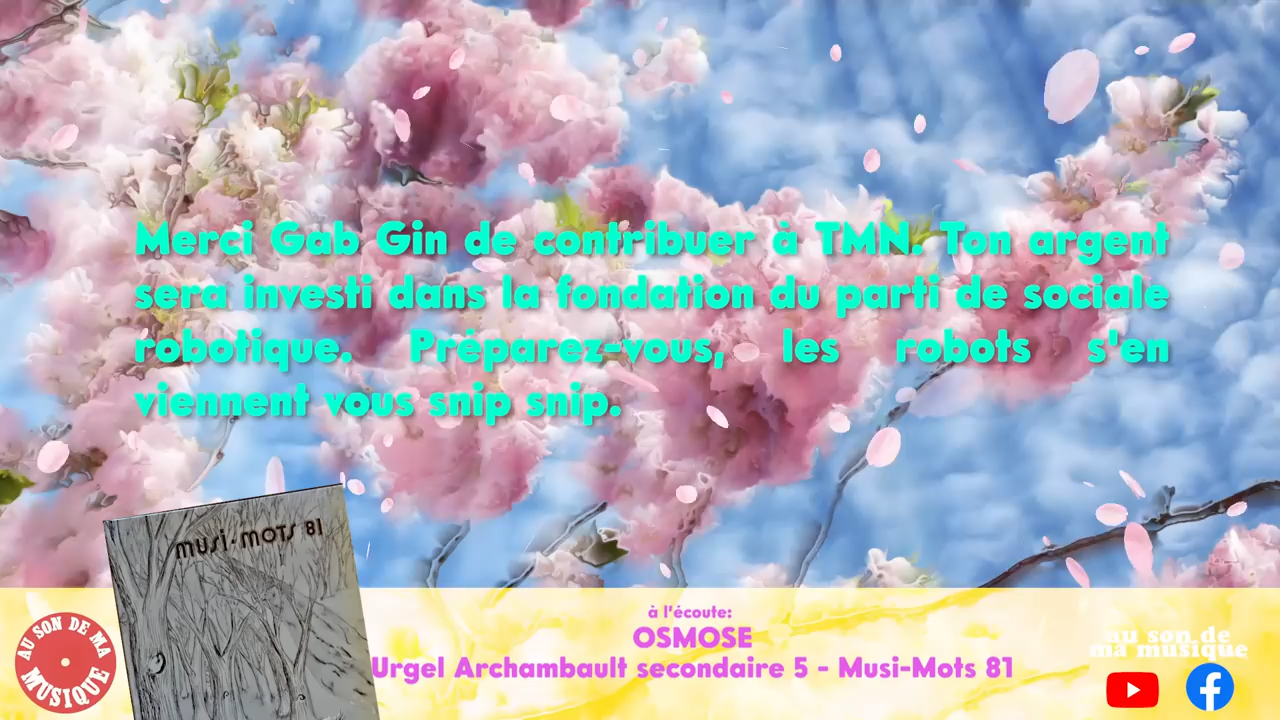 Merci Gab Gin de contribuer à TMN. Ton argent
sera investi dans la fondation du parti de sociale
robotique. Préparez-vous, les robots s'en
viennent vous snip snip.
MUSI-MOTS 81
AU SON DE MA
MUSIQUE
à l'écoute:
OSMOSE
Urgel Archambault secondaire 5 - Musi-Mots 81
au son de
ma musique